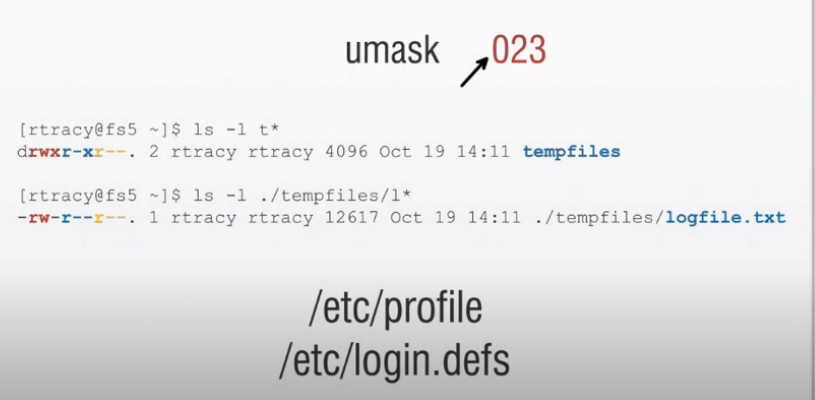 umask 023
[rtracy@fs5 ~]$ ls -l t*
drwxr-xr--. 2 rtracy rtracy 4096 Oct 19 14:11 tempfiles
[rtracy@fs5 ~]$ ls -l ./tempfiles/l*
-rw-r--r--. 1 rtracy rtracy 12617 Oct 19 14:11 ./tempfiles/logfile.txt
/etc/profile
/etc/login.defs